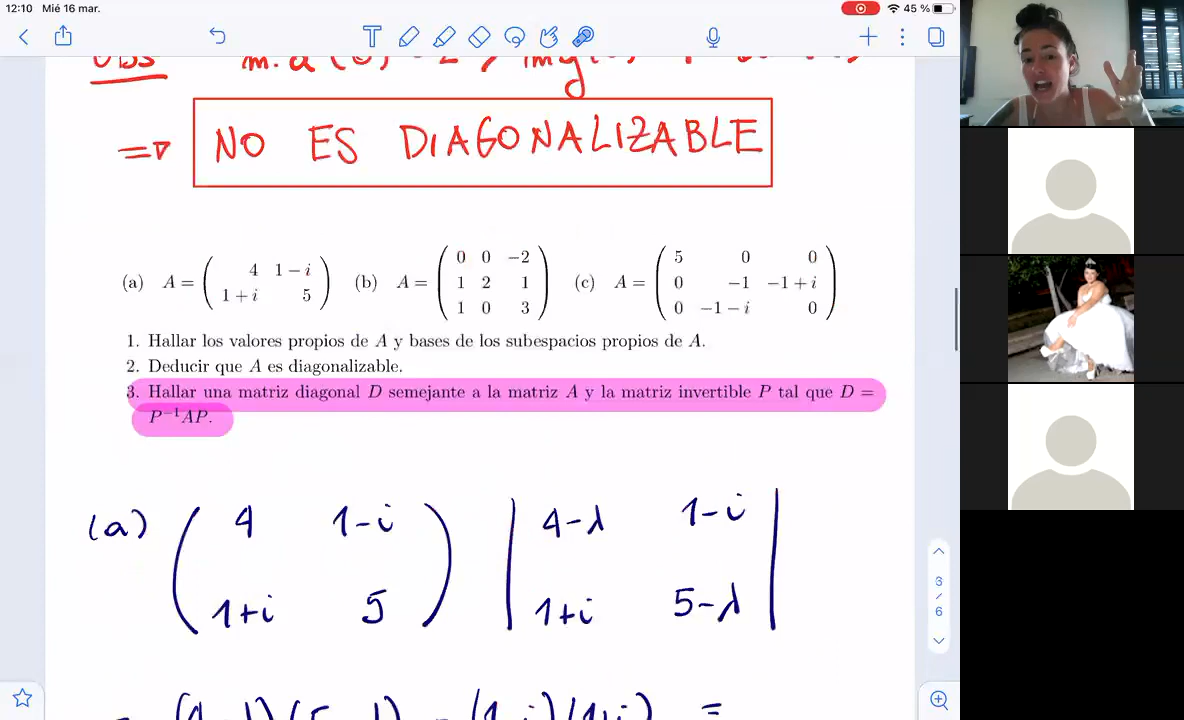 12:10 Mié 16 mar. 45 %
Obs m.a
=> NO ES DIAGONALIZABLE
(a) A = ( 4 1 − i ; 1 + i 5 ) (b) A = ( 0 0 −2 ; 1 2 1 ; 1 0 3 ) (c) A = ( 5 0 0 ; 0 −1 −1 + i ; 0 −1 − i 0 )
1. Hallar los valores propios de A y bases de los subespacios propios de A.
2. Deducir que A es diagonalizable.
3. Hallar una matriz diagonal D semejante a la matriz A y la matriz invertible P tal que D =
P⁻¹AP.
(a) ( 4 1-i | 4-λ 1-i |
1+i 5 ) 1+i 5-λ |
3
/
6